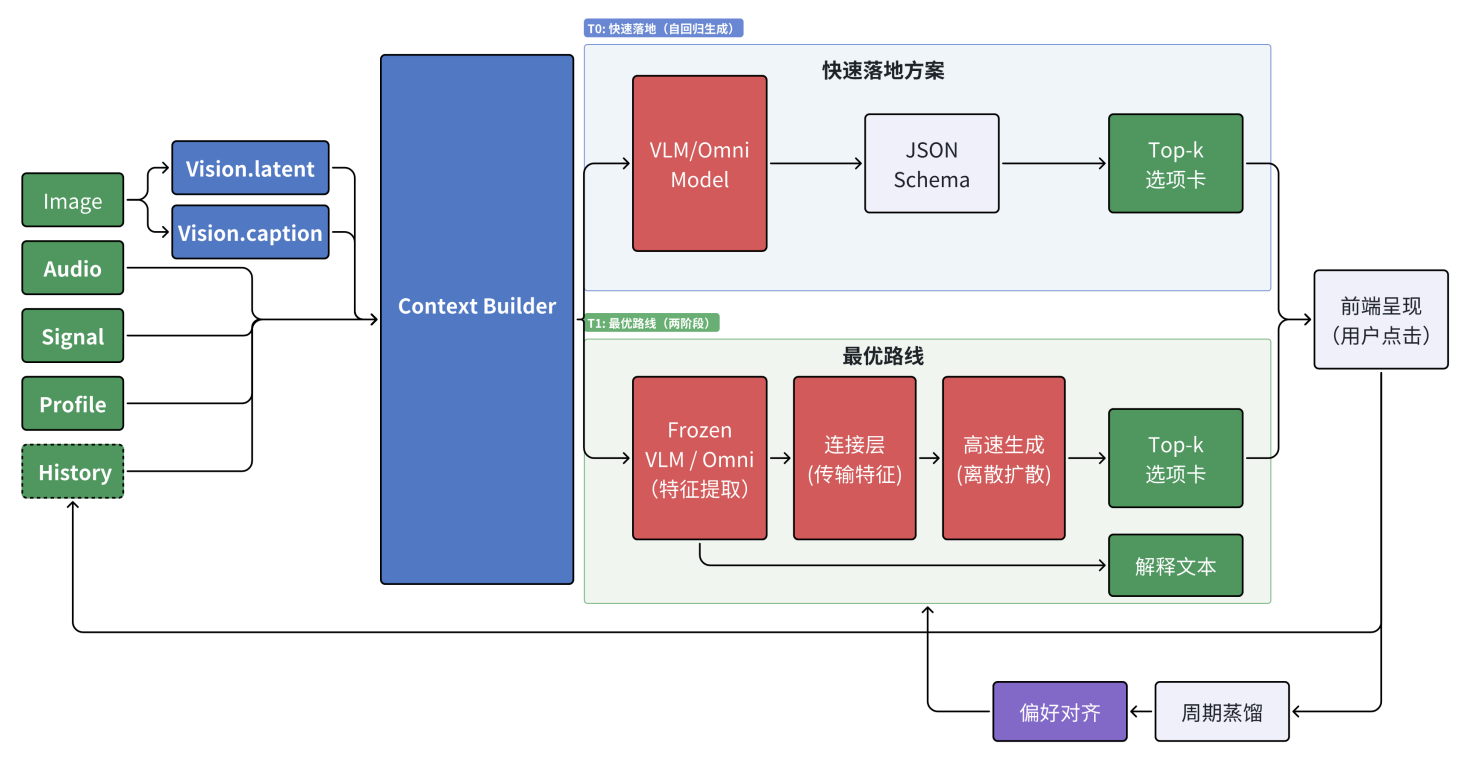 T0: 快速落地（自回归生成）
快速落地方案
VLM/Omni
Model
JSON
Schema
Top-k
选项卡
Image
Vision.latent
Vision.caption
Audio
Signal
Profile
History
Context Builder
T1: 最优路线（两阶段）
最优路线
Frozen
VLM / Omni
（特征提取）
连接层
(传输特征)
高速生成
(离散扩散)
Top-k
选项卡
解释文本
前端呈现
（用户点击）
偏好对齐
周期蒸馏